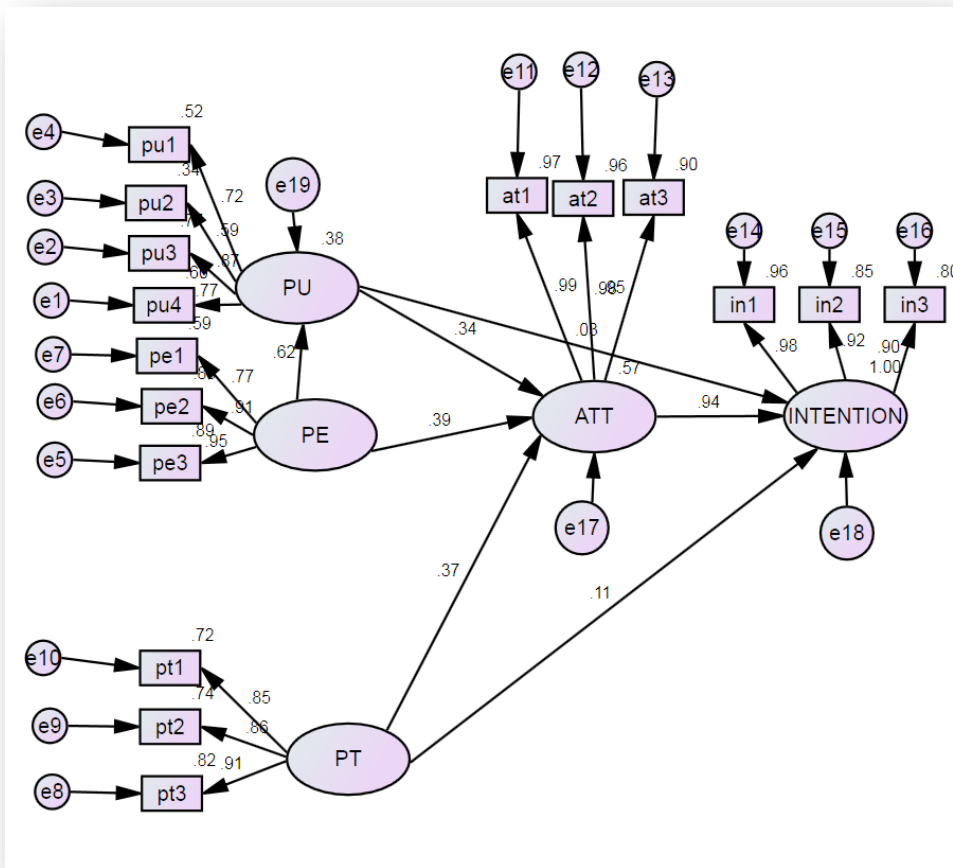 e11
e12
e13
.52
e4
pu1
.34
.72
e19
.97
.96
.90
e3
pu2
at1
at2
at3
.59
e2
pu3
.38
e14
e15
e16
.87
PU
.96
.85
e1
pu4
.77
.99
.95
in1
in2
in3
.59
.34
.03
e7
pe1
.62
.57
.98
.92
.90
1.00
.77
e6
pe2
.91
ATT
.94
INTENTION
.89
.95
PE
.39
e5
pe3
e17
e18
.37
.11
.72
e10
pt1
.74
.85
e9
pt2
.86
.82
.91
PT
e8
pt3